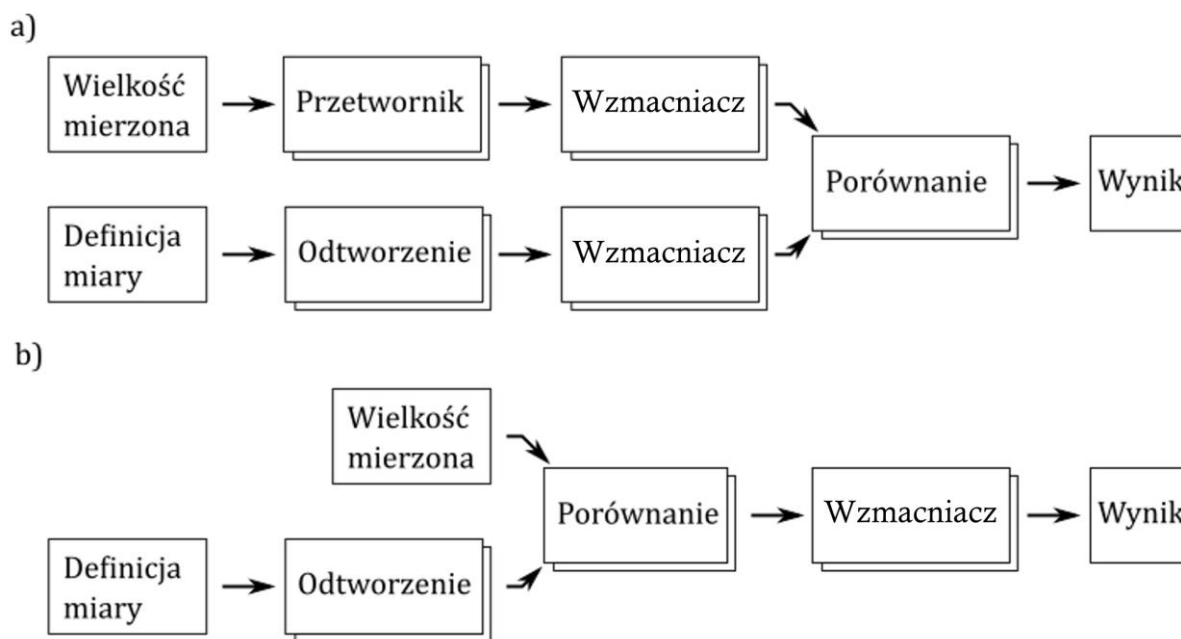 a)
Wielkość
mierzona
Przetwornik
Wzmacniacz
Definicja
miary
Odtworzenie
Wzmacniacz
Porównanie
Wynik
b)
Wielkość
mierzona
Definicja
miary
Odtworzenie
Porównanie
Wzmacniacz
Wynik